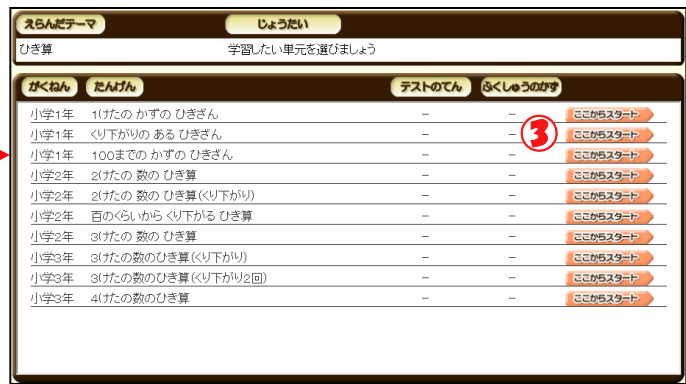 えらんだテーマ じょうたい
ひき算 学習したい単元を選びましょう
がくねん たんげん テストのてん ふくしゅうのかず
小学1年 1けたの かずの ひきざん － － ここからスタート
小学1年 くり下がりの ある ひきざん － － ここからスタート
③
小学1年 100までの かずの ひきざん － － ここからスタート
小学2年 2けたの 数の ひき算 － － ここからスタート
小学2年 2けたの 数の ひき算(くり下がり) － － ここからスタート
小学2年 百のくらいから くり下がる ひき算 － － ここからスタート
小学2年 3けたの 数の ひき算 － － ここからスタート
小学3年 3けたの数のひき算(くり下がり) － － ここからスタート
小学3年 3けたの数のひき算(くり下がり2回) － － ここからスタート
小学3年 4けたの数のひき算 － － ここからスタート